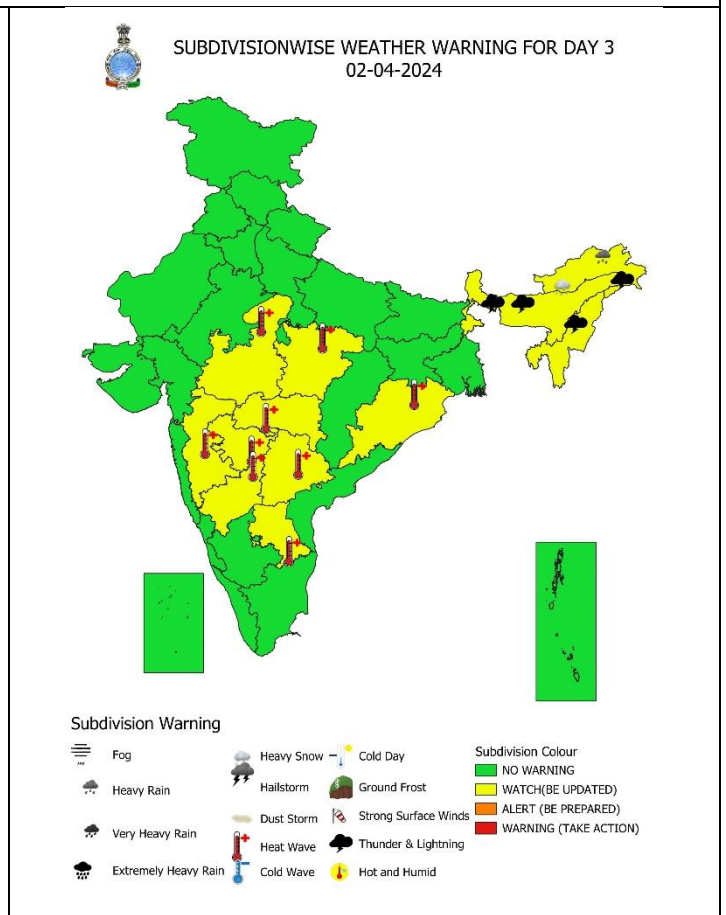 SUBDIVISIONWISE WEATHER WARNING FOR DAY 3
02-04-2024
Subdivision Warning
Fog
Heavy Rain
Very Heavy Rain
Extremely Heavy Rain
Heavy Snow
Hailstorm
Dust Storm
Heat Wave
Cold Wave
Cold Day
Ground Frost
Strong Surface Winds
Thunder & Lightning
Hot and Humid
Subdivision Colour
NO WARNING
WATCH(BE UPDATED)
ALERT (BE PREPARED)
WARNING (TAKE ACTION)